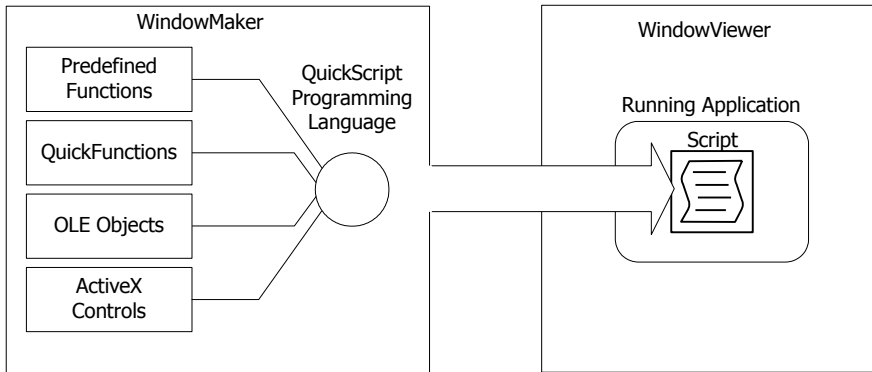 WindowMaker
Predefined
Functions
QuickFunctions
OLE Objects
ActiveX
Controls
QuickScript
Programming
Language
WindowViewer
Running Application
Script